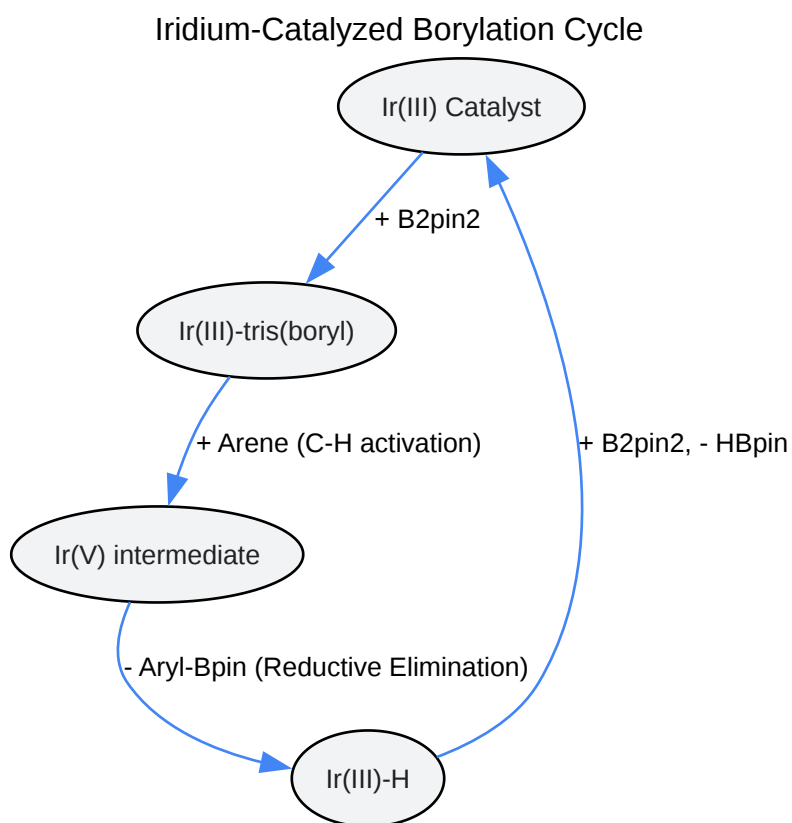 Iridium-Catalyzed Borylation Cycle
Ir(III) Catalyst
+ B2pin2
Ir(III)-tris(boryl)
+ Arene (C-H activation)
+ B2pin2, - HBpin
Ir(V) intermediate
- Aryl-Bpin (Reductive Elimination)
Ir(III)-H